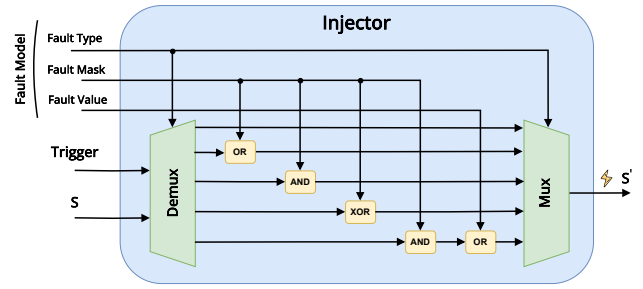 Injector
Fault Model
Fault Type
Fault Mask
Fault Value
Trigger
S
Demux
OR
AND
XOR
AND
OR
Mux
S'